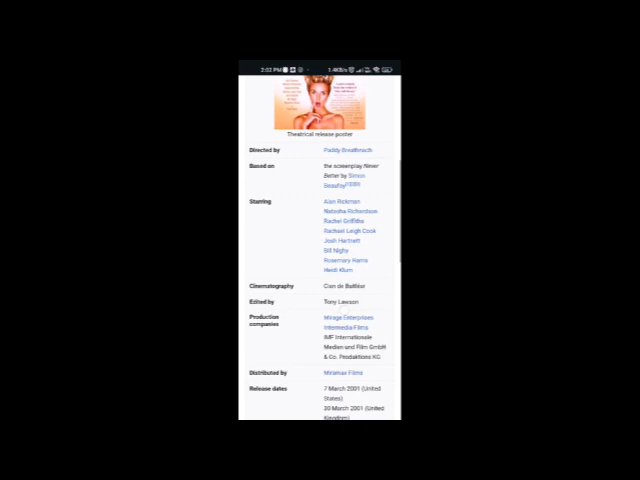 2:02 PM
1.4KB/s
Theatrical release poster
Directed by Paddy Breathnach
Based on the screenplay Never
Better by Simon
Beaufoy
Starring Alan Rickman
Natasha Richardson
Rachel Griffiths
Rachael Leigh Cook
Josh Hartnett
Bill Nighy
Rosemary Harris
Heidi Klum
Cinematography Cian de Buitléar
Edited by Tony Lawson
Production Mirage Enterprises
companies Intermedia Films
IMF Internationale
Medien und Film GmbH
& Co. Produktions KG
Distributed by Miramax Films
Release dates 7 March 2001 (United
States)
30 March 2001 (United
Kingdom)